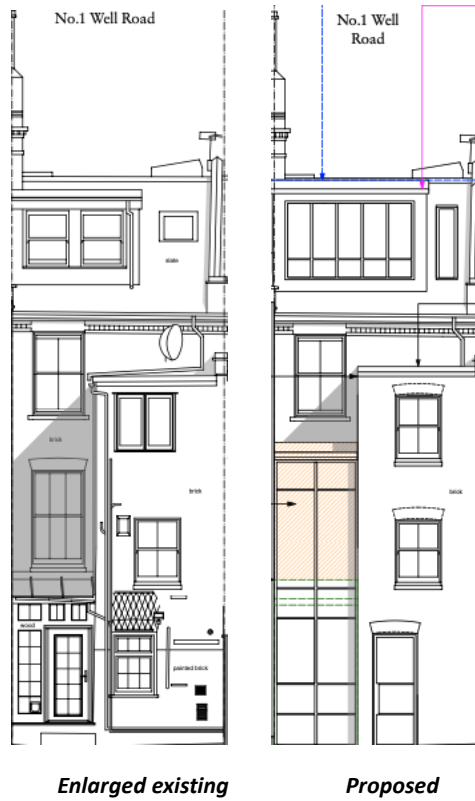 No.1 Well Road
No.1 Well
Road
slate
brick
brick
brick
wood
painted brick
Enlarged existing
Proposed